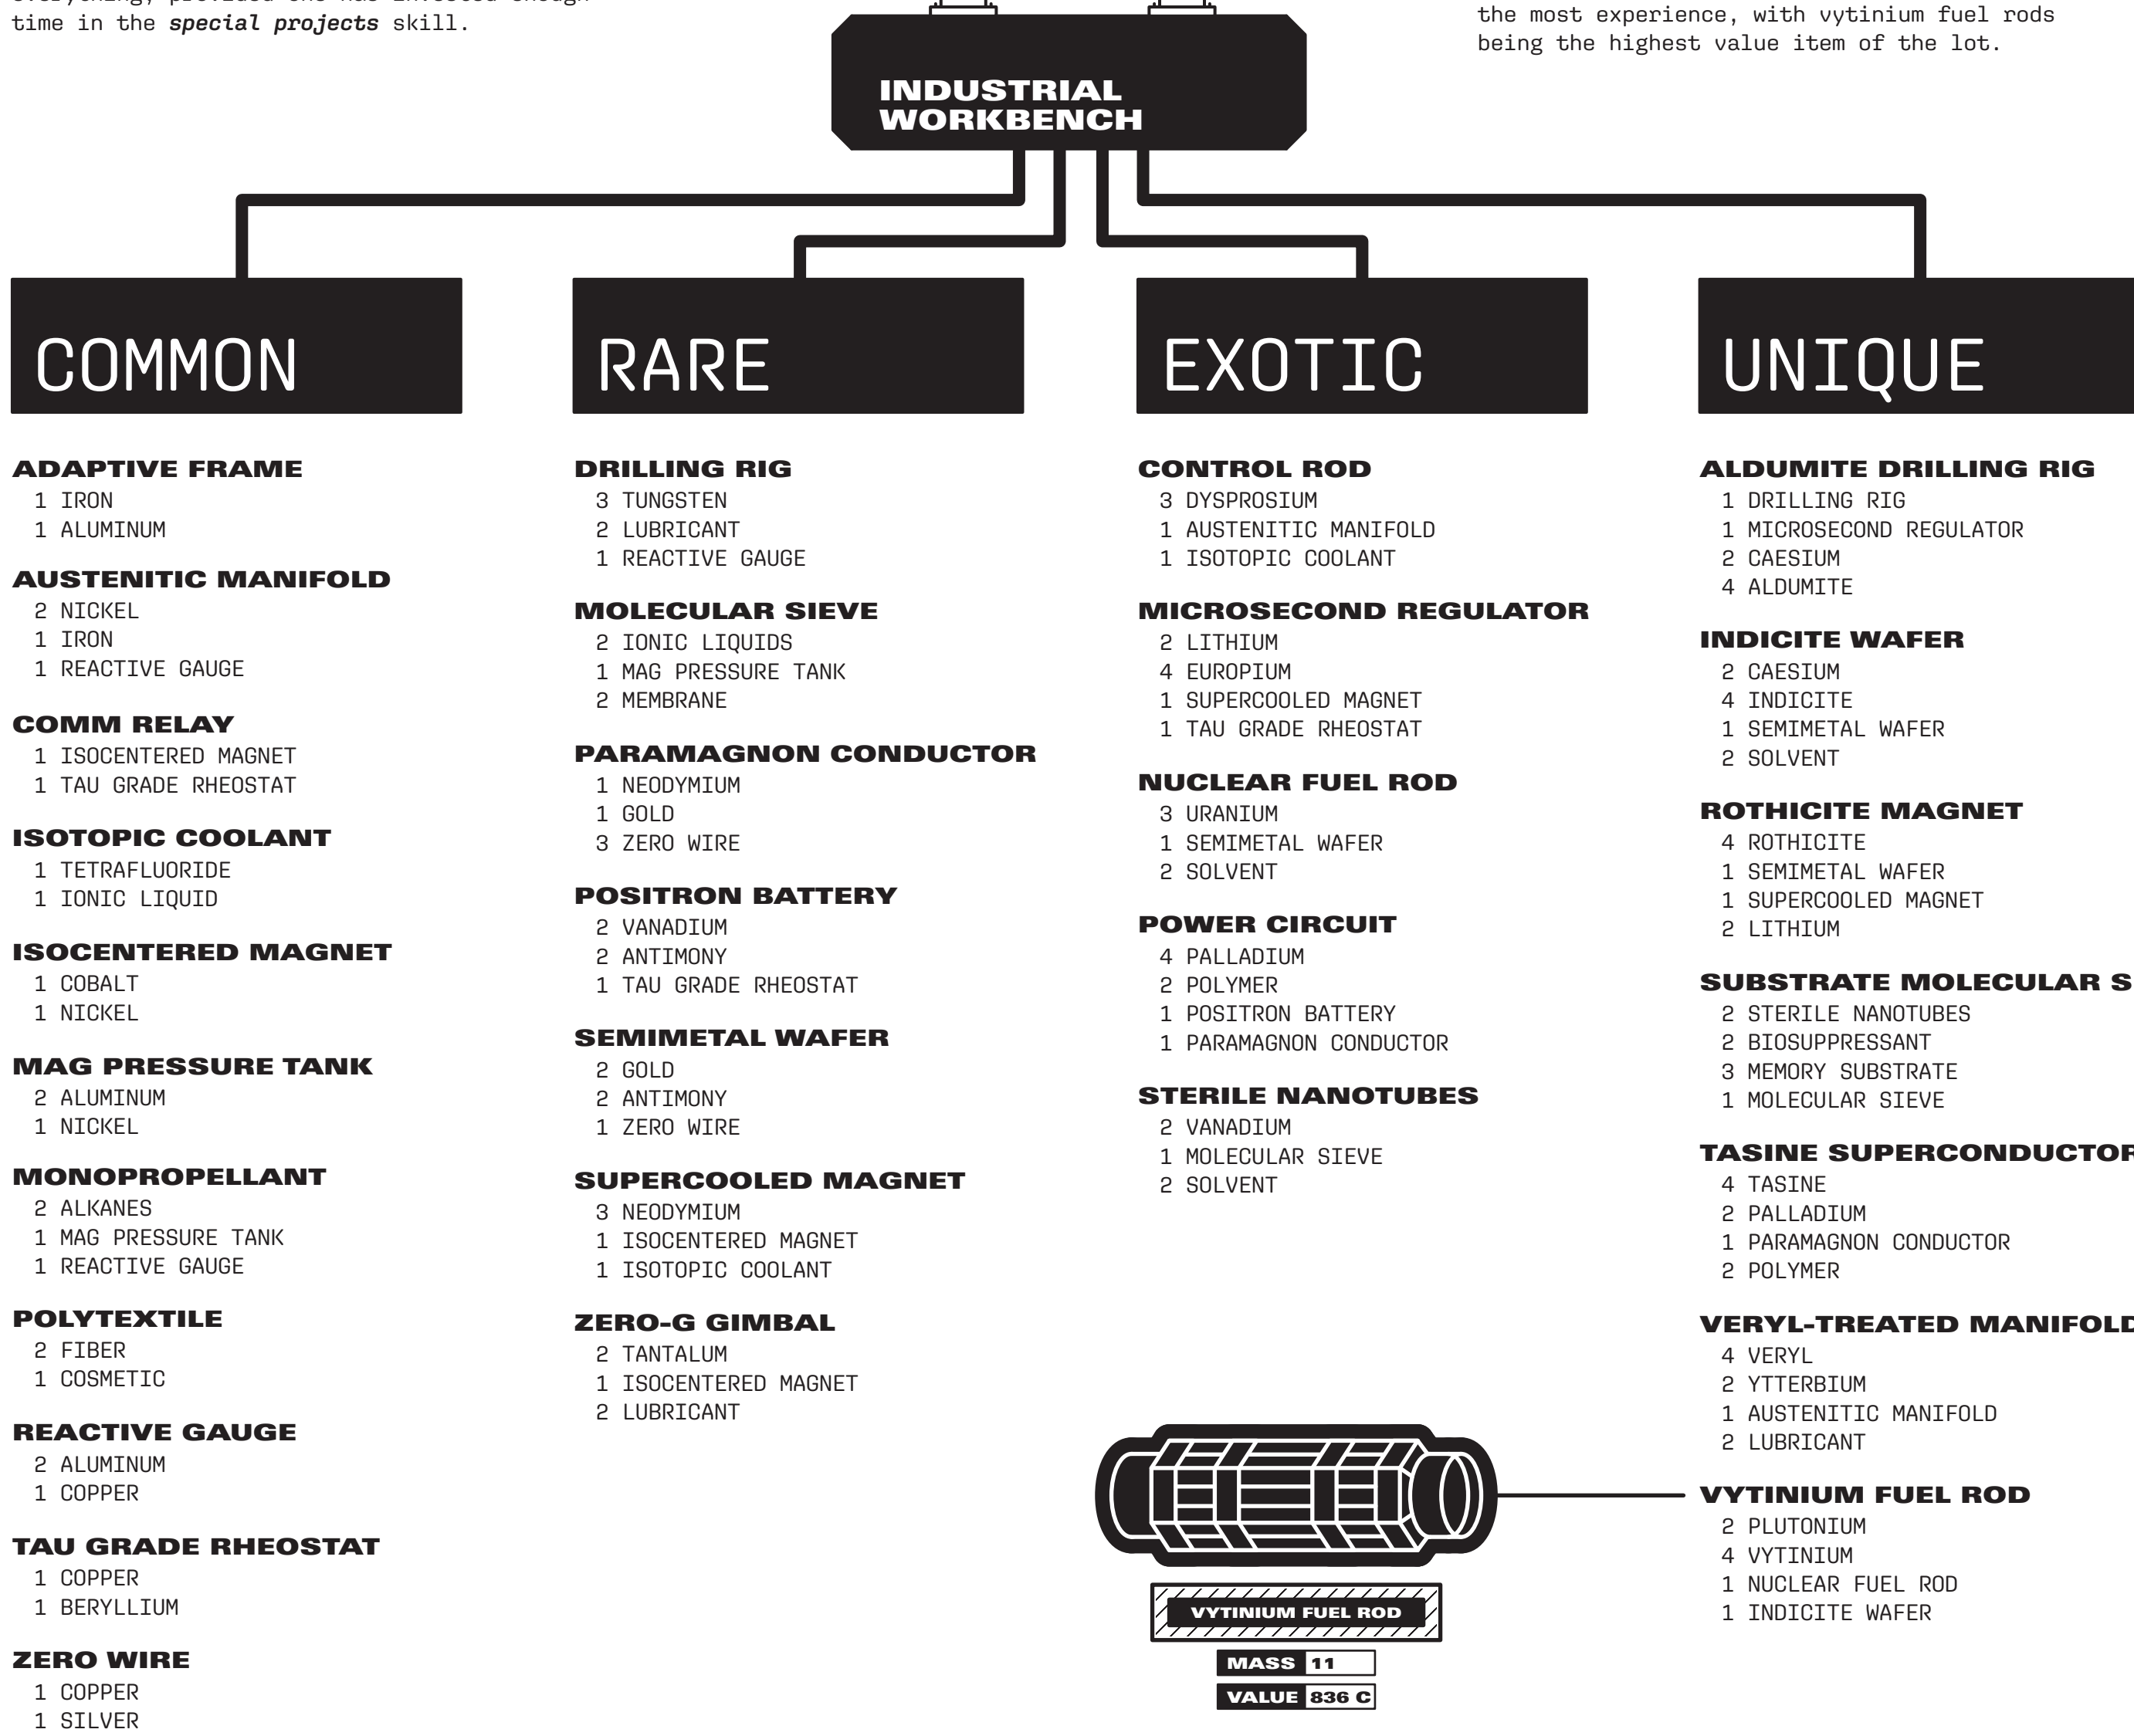 time in the special projects skill.
the most experience, with vytinium fuel rods
being the highest value item of the lot.
INDUSTRIAL
WORKBENCH
COMMON
ADAPTIVE FRAME
1 IRON
1 ALUMINUM
AUSTENITIC MANIFOLD
2 NICKEL
1 IRON
1 REACTIVE GAUGE
COMM RELAY
1 ISOCENTERED MAGNET
1 TAU GRADE RHEOSTAT
ISOTOPIC COOLANT
1 TETRAFLUORIDE
1 IONIC LIQUID
ISOCENTERED MAGNET
1 COBALT
1 NICKEL
MAG PRESSURE TANK
2 ALUMINUM
1 NICKEL
MONOPROPELLANT
2 ALKANES
1 MAG PRESSURE TANK
1 REACTIVE GAUGE
POLYTEXTILE
2 FIBER
1 COSMETIC
REACTIVE GAUGE
2 ALUMINUM
1 COPPER
TAU GRADE RHEOSTAT
1 COPPER
1 BERYLLIUM
ZERO WIRE
1 COPPER
1 SILVER
RARE
DRILLING RIG
3 TUNGSTEN
2 LUBRICANT
1 REACTIVE GAUGE
MOLECULAR SIEVE
2 IONIC LIQUIDS
1 MAG PRESSURE TANK
2 MEMBRANE
PARAMAGNON CONDUCTOR
1 NEODYMIUM
1 GOLD
3 ZERO WIRE
POSITRON BATTERY
2 VANADIUM
2 ANTIMONY
1 TAU GRADE RHEOSTAT
SEMIMETAL WAFER
2 GOLD
2 ANTIMONY
1 ZERO WIRE
SUPERCOOLED MAGNET
3 NEODYMIUM
1 ISOCENTERED MAGNET
1 ISOTOPIC COOLANT
ZERO-G GIMBAL
2 TANTALUM
1 ISOCENTERED MAGNET
2 LUBRICANT
EXOTIC
CONTROL ROD
3 DYSPROSIUM
1 AUSTENITIC MANIFOLD
1 ISOTOPIC COOLANT
MICROSECOND REGULATOR
2 LITHIUM
4 EUROPIUM
1 SUPERCOOLED MAGNET
1 TAU GRADE RHEOSTAT
NUCLEAR FUEL ROD
3 URANIUM
1 SEMIMETAL WAFER
2 SOLVENT
POWER CIRCUIT
4 PALLADIUM
2 POLYMER
1 POSITRON BATTERY
1 PARAMAGNON CONDUCTOR
STERILE NANOTUBES
2 VANADIUM
1 MOLECULAR SIEVE
2 SOLVENT
UNIQUE
ALDUMITE DRILLING RIG
1 DRILLING RIG
1 MICROSECOND REGULATOR
2 CAESIUM
4 ALDUMITE
INDICITE WAFER
2 CAESIUM
4 INDICITE
1 SEMIMETAL WAFER
2 SOLVENT
ROTHICITE MAGNET
4 ROTHICITE
1 SEMIMETAL WAFER
1 SUPERCOOLED MAGNET
2 LITHIUM
SUBSTRATE MOLECULAR S
2 STERILE NANOTUBES
2 BIOSUPPRESSANT
3 MEMORY SUBSTRATE
1 MOLECULAR SIEVE
TASINE SUPERCONDUCTOR
4 TASINE
2 PALLADIUM
1 PARAMAGNON CONDUCTOR
2 POLYMER
VERYL-TREATED MANIFOLD
4 VERYL
2 YTTERBIUM
1 AUSTENITIC MANIFOLD
2 LUBRICANT
VYTINIUM FUEL ROD
2 PLUTONIUM
4 VYTINIUM
1 NUCLEAR FUEL ROD
1 INDICITE WAFER
VYTINIUM FUEL ROD
MASS 11
VALUE 836 C